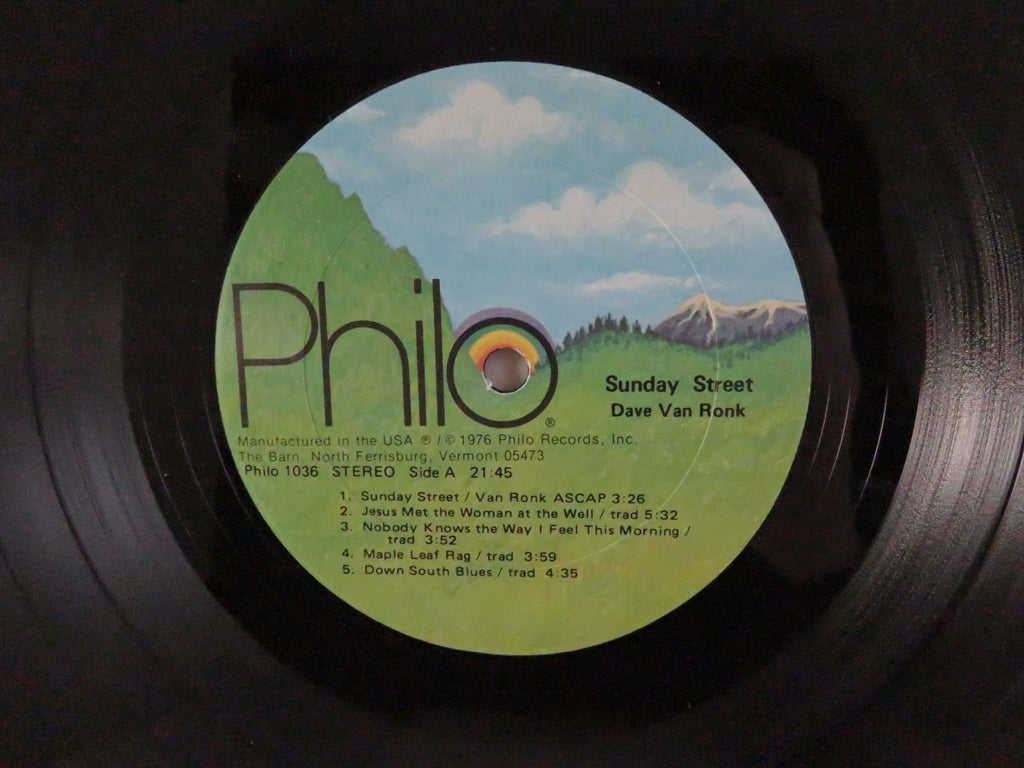 Philo®
Sunday Street
Dave Van Ronk
Manufactured in the USA ℗ / © 1976 Philo Records, Inc.
The Barn, North Ferrisburg, Vermont 05473
Philo 1036 STEREO Side A 21:45
1. Sunday Street / Van Ronk ASCAP 3:26
2. Jesus Met the Woman at the Well / trad 5:32
3. Nobody Knows the Way I Feel This Morning /
trad 3:52
4. Maple Leaf Rag / trad 3:59
5. Down South Blues / trad 4:35